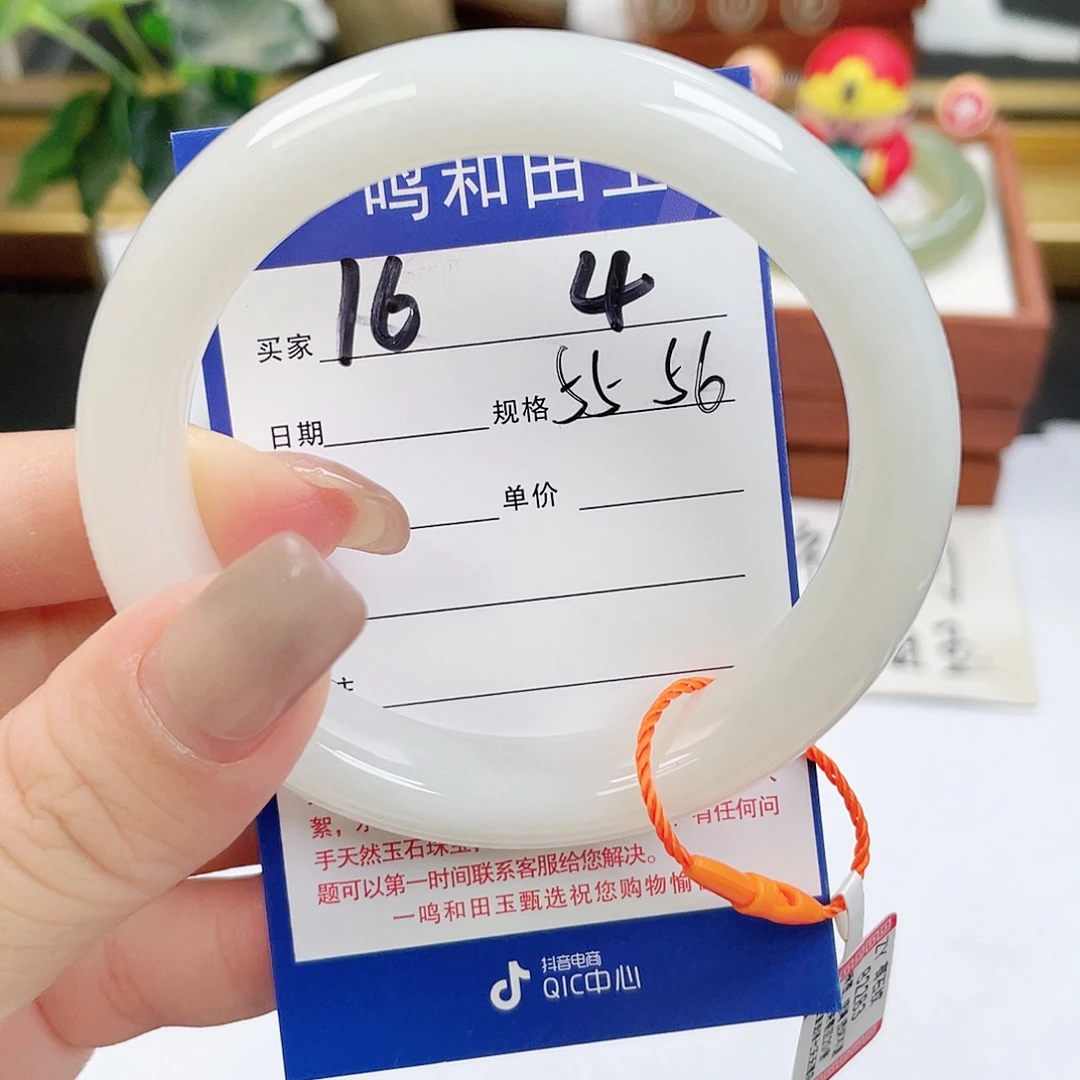 鸣和田玉
买家 16 4
日期 规格 55 56
单价
絮，
手天然玉石珠宝，有任何问
题可以第一时间联系客服给您解决。
一鸣和田玉甄选祝您购物愉
抖音电商
QIC中心